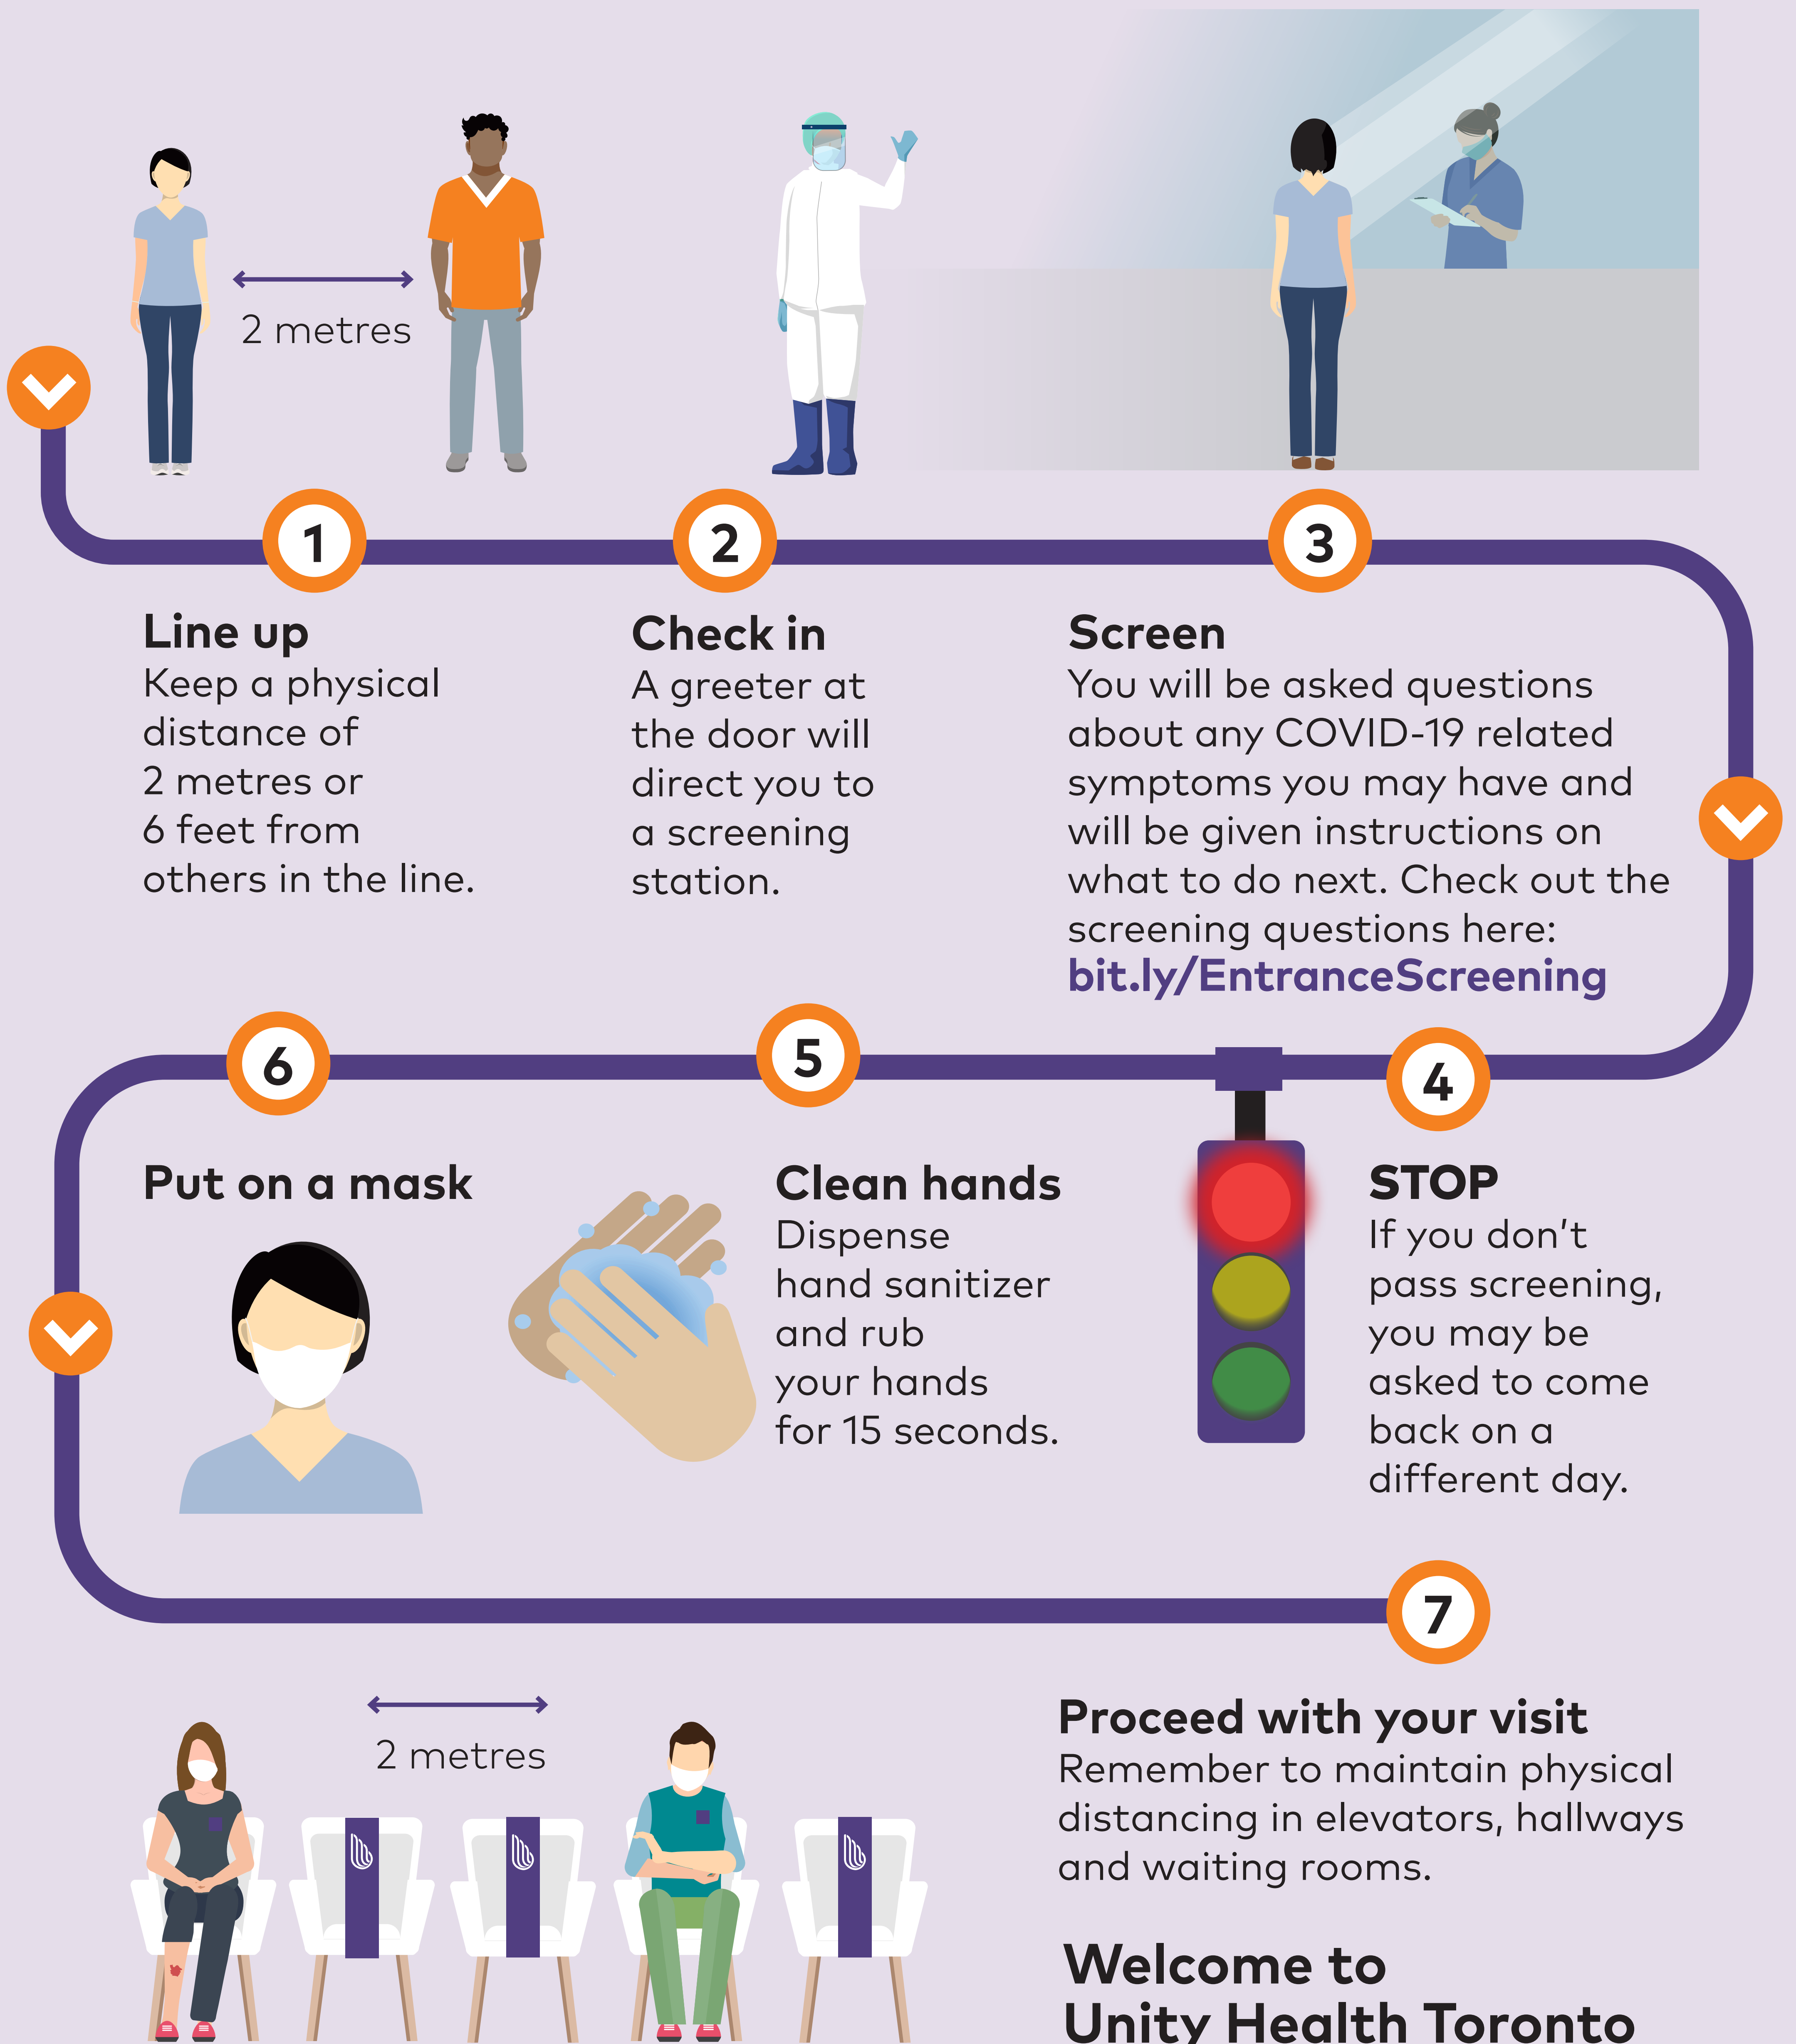 2 metres
1
Line up
Keep a physical
distance of
2 metres or
6 feet from
others in the line.
2
Check in
A greeter at
the door will
direct you to
a screening
station.
3
Screen
You will be asked questions
about any COVID-19 related
symptoms you may have and
will be given instructions on
what to do next. Check out the
screening questions here:
bit.ly/EntranceScreening
4
STOP
If you don't
pass screening,
you may be
asked to come
back on a
different day.
5
Clean hands
Dispense
hand sanitizer
and rub
your hands
for 15 seconds.
6
Put on a mask
7
2 metres
Proceed with your visit
Remember to maintain physical
distancing in elevators, hallways
and waiting rooms.
Welcome to
Unity Health Toronto